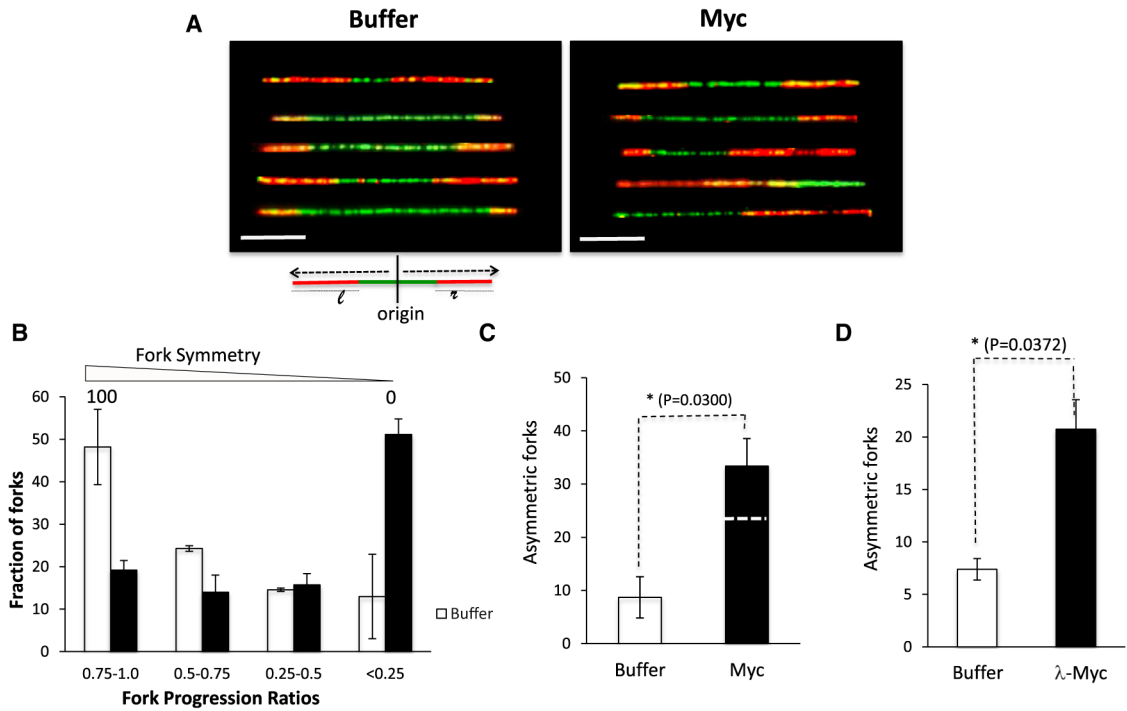 A
Buffer
Myc
ℓ
r
origin
B
Fork Symmetry
100
0
Fraction of forks
60
50
40
30
20
10
0
0.75-1.0
0.5-0.75
0.25-0.5
<0.25
Fork Progression Ratios
Buffer
C
* (P=0.0300)
Asymmetric forks
50
40
30
20
10
0
Buffer
Myc
D
* (P=0.0372)
Asymmetric forks
25
20
15
10
5
0
Buffer
λ-Myc